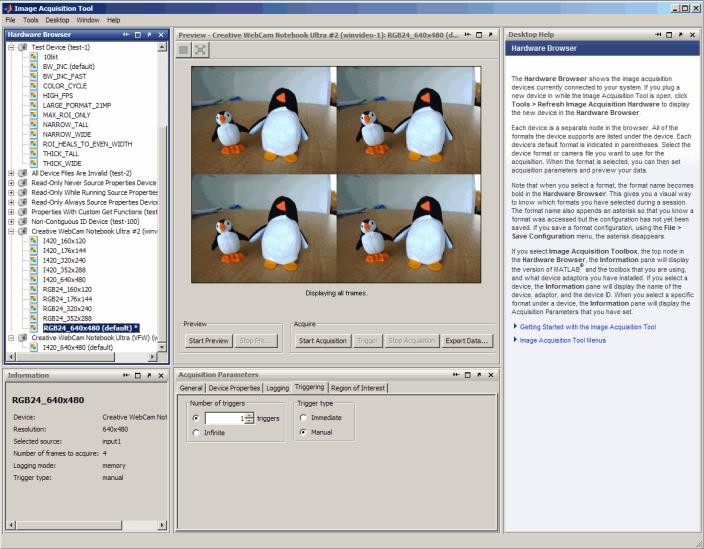 Image Acquisition Tool
File Tools Desktop Window Help
Hardware Browser
Test Device (test-1)
10bit
BW_INC (default)
BW_INC_FAST
COLOR_CYCLE
HIGH_FPS
LARGE_FORMAT_21MP
MAX_ROI_ONLY
NARROW_TALL
NARROW_WIDE
ROI_HEALS_TO_EVEN_WIDTH
THICK_TALL
THICK_WIDE
All Device Files Are Invalid (test-2)
Read-Only Never Source Properties Device
Read-Only While Running Source Properties
Read-Only Always Source Properties Device
Properties With Custom Get Functions (test
Non-Contiguous ID Device (test-100)
Creative WebCam Notebook Ultra #2 (winv
I420_160x120
I420_176x144
I420_320x240
I420_352x288
I420_640x480
RGB24_160x120
RGB24_176x144
RGB24_320x240
RGB24_352x288
RGB24_640x480 (default) *
Creative WebCam Notebook Ultra (VFW) (w
I420_640x480 (default)
Information
RGB24_640x480
Device: Creative WebCam Not
Resolution: 640x480
Selected source: input1
Number of frames to acquire: 4
Logging mode: memory
Trigger type: manual
Preview - Creative WebCam Notebook Ultra #2 (winvideo-1): RGB24_640x480 (d...
Displaying all frames.
Preview
Start Preview Stop Pre...
Acquire
Start Acquisition Trigger Stop Acquisition Export Data...
Acquisition Parameters
General Device Properties Logging Triggering Region of Interest
Number of triggers
1 triggers
Infinite
Trigger type
Immediate
Manual
Desktop Help
Hardware Browser
The Hardware Browser shows the image acquisition
devices currently connected to your system. If you plug a
new device in while the Image Acquisition Tool is open, click
Tools > Refresh Image Acquisition Hardware to display
the new device in the Hardware Browser.
Each device is a separate node in the browser. All of the
formats the device supports are listed under the device. Each
device's default format is indicated in parentheses. Select the
device format or camera file you want to use for the
acquisition. When the format is selected, you can then set
acquisition parameters and preview your data.
Note that when you select a format, the format name becomes
bold in the Hardware Browser. This gives you a visual way
to know which formats you have selected during a session.
The format name also appends an asterisk so that you know a
format was accessed but the configuration has not yet been
saved. If you save a format configuration, using the File >
Save Configuration menu, the asterisk disappears.
If you select Image Acquisition Toolbox, the top node in
the Hardware Browser, the Information pane will display
the version of MATLAB® and the toolbox that you are using,
and what device adaptors you have installed. If you select a
device, the Information pane will display the name of the
device, adaptor, and the device ID. When you select a specific
format under a device, the Information pane will display the
Acquisition Parameters that you have set.
Getting Started with the Image Acquisition Tool
Image Acquisition Tool Menus